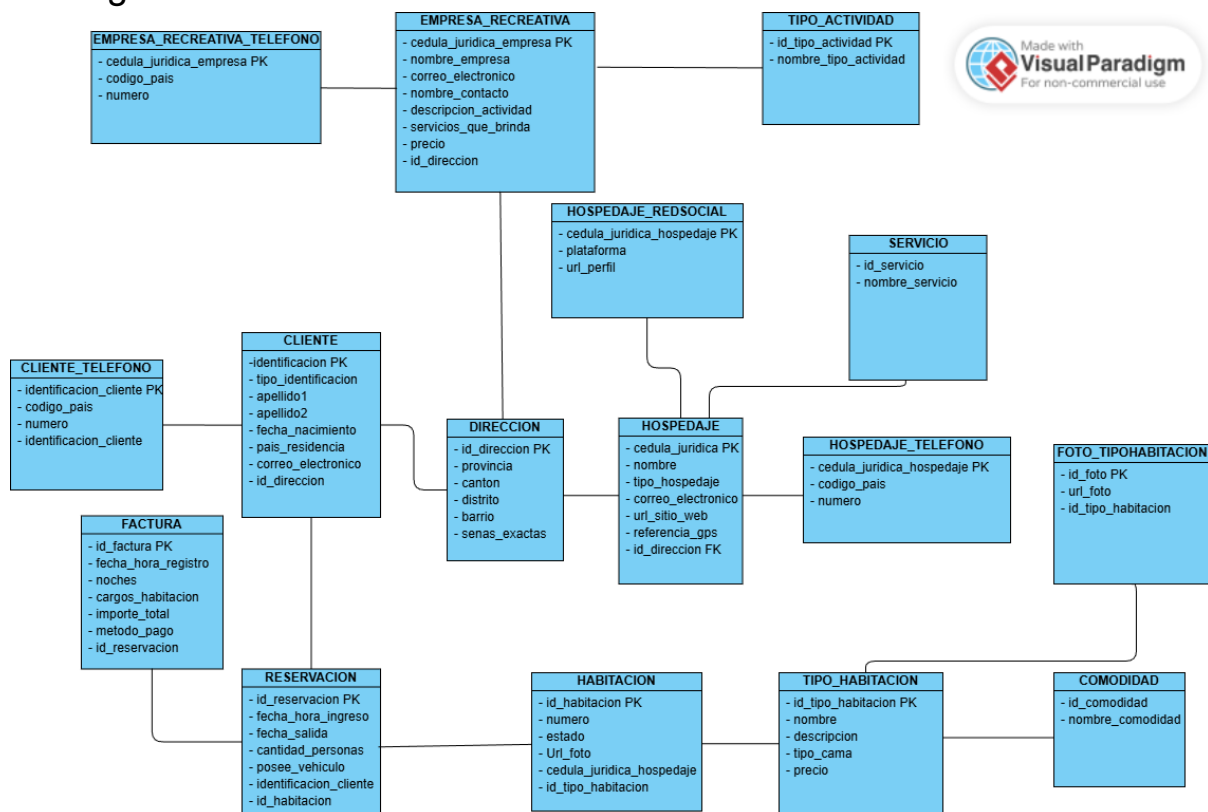 EMPRESA_RECREATIVA_TELEFONO
- cedula_juridica_empresa PK
- codigo_pais
- numero
EMPRESA_RECREATIVA
- cedula_juridica_empresa PK
- nombre_empresa
- correo_electronico
- nombre_contacto
- descripcion_actividad
- servicios_que_brinda
- precio
- id_direccion
TIPO_ACTIVIDAD
- id_tipo_actividad PK
- nombre_tipo_actividad
Made with
Visual Paradigm
For non-commercial use
HOSPEDAJE_REDSOCIAL
- cedula_juridica_hospedaje PK
- plataforma
- url_perfil
SERVICIO
- id_servicio
- nombre_servicio
CLIENTE_TELEFONO
- identificacion_cliente PK
- codigo_pais
- numero
- identificacion_cliente
CLIENTE
-identificacion PK
- tipo_identificacion
- apellido1
- apellido2
- fecha_nacimiento
- pais_residencia
- correo_electronico
- id_direccion
DIRECCION
- id_direccion PK
- provincia
- canton
- distrito
- barrio
- senas_exactas
HOSPEDAJE
- cedula_juridica PK
- nombre
- tipo_hospedaje
- correo_electronico
- url_sitio_web
- referencia_gps
- id_direccion FK
HOSPEDAJE_TELEFONO
- cedula_juridica_hospedaje PK
- codigo_pais
- numero
FOTO_TIPOHABITACION
- id_foto PK
- url_foto
- id_tipo_habitacion
FACTURA
- id_factura PK
- fecha_hora_registro
- noches
- cargos_habitacion
- importe_total
- metodo_pago
- id_reservacion
RESERVACION
- id_reservacion PK
- fecha_hora_ingreso
- fecha_salida
- cantidad_personas
- posee_vehiculo
- identificacion_cliente
- id_habitacion
HABITACION
- id_habitacion PK
- numero
- estado
- Url_foto
- cedula_juridica_hospedaje
- id_tipo_habitacion
TIPO_HABITACION
- id_tipo_habitacion PK
- nombre
- descripcion
- tipo_cama
- precio
COMODIDAD
- id_comodidad
- nombre_comodidad